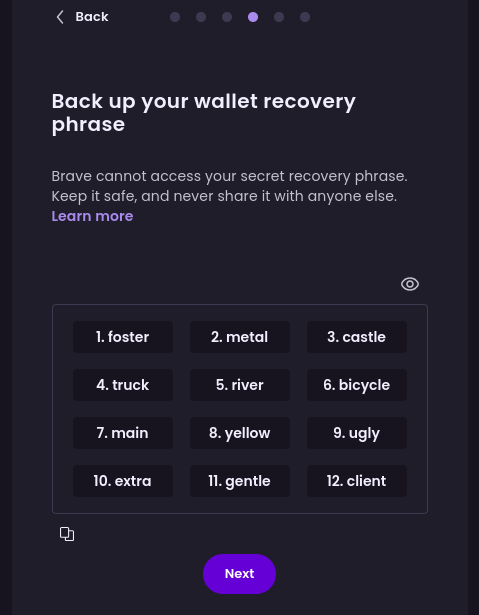 Back
Back up your wallet recovery
phrase
Brave cannot access your secret recovery phrase.
Keep it safe, and never share it with anyone else.
Learn more
1. foster 2. metal 3. castle
4. truck 5. river 6. bicycle
7. main 8. yellow 9. ugly
10. extra 11. gentle 12. client
Next